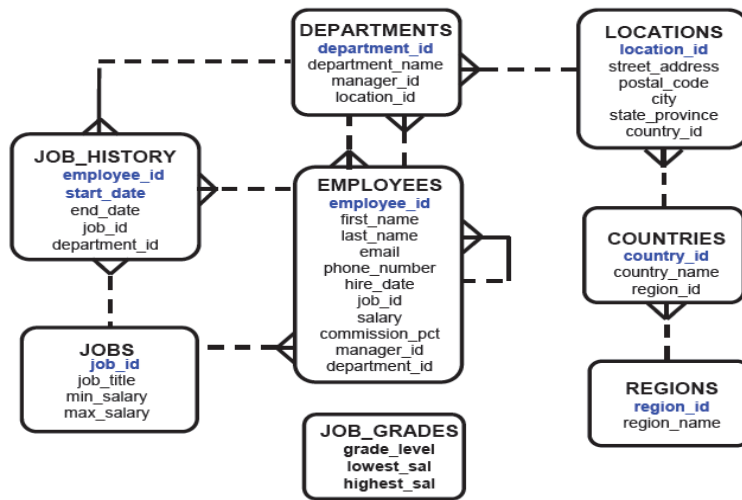 DEPARTMENTS
department_id
department_name
manager_id
location_id
LOCATIONS
location_id
street_address
postal_code
city
state_province
country_id
JOB_HISTORY
employee_id
start_date
end_date
job_id
department_id
EMPLOYEES
employee_id
first_name
last_name
email
phone_number
hire_date
job_id
salary
commission_pct
manager_id
department_id
COUNTRIES
country_id
country_name
region_id
JOBS
job_id
job_title
min_salary
max_salary
REGIONS
region_id
region_name
JOB_GRADES
grade_level
lowest_sal
highest_sal